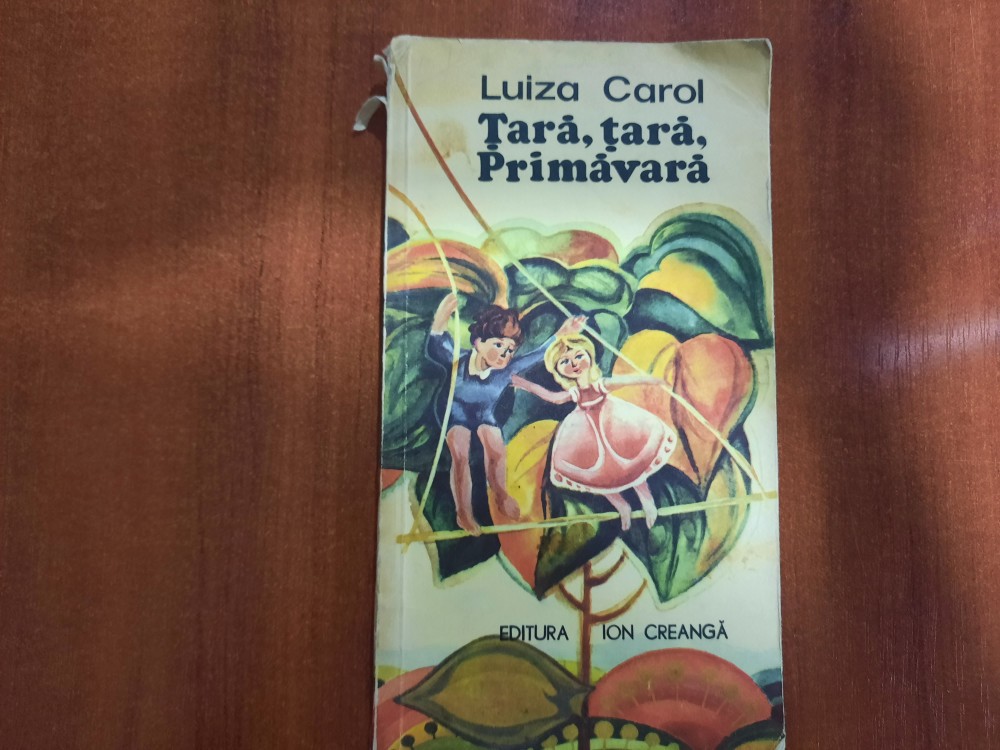 Luiza Carol
Țară, țară,
Primăvară
EDITURA ION CREANGĂ